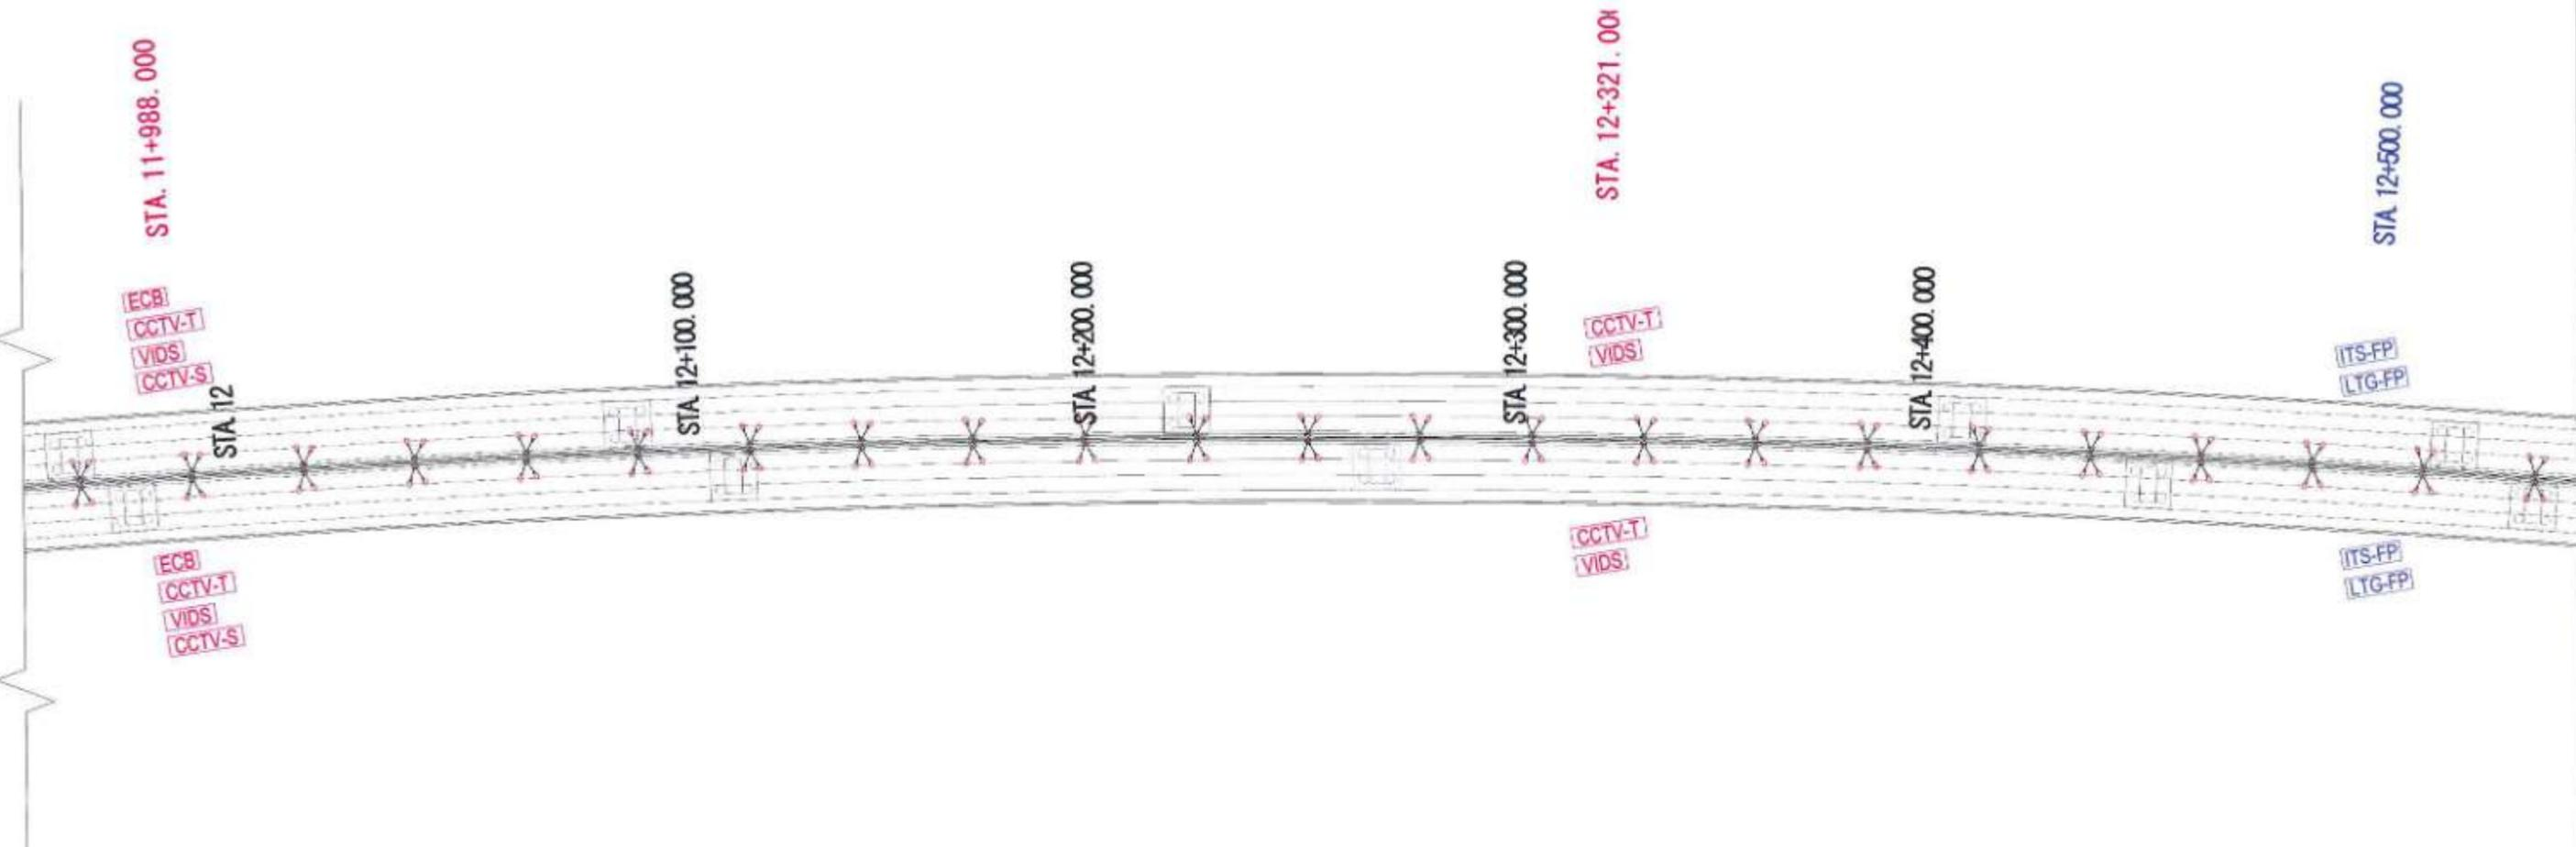 STA. 11+988. 000
STA. 12+321. 00
STA. 12+500. 000
ECB
CCTV-T
VIDS
CCTV-S
STA. 12
STA. 12+100. 000
STA. 12+200. 000
STA. 12+300. 000
CCTV-T
VIDS
STA. 12+400. 000
ITS-FP
LTG-FP
ECB
CCTV-T
VIDS
CCTV-S
CCTV-T
VIDS
ITS-FP
LTG-FP